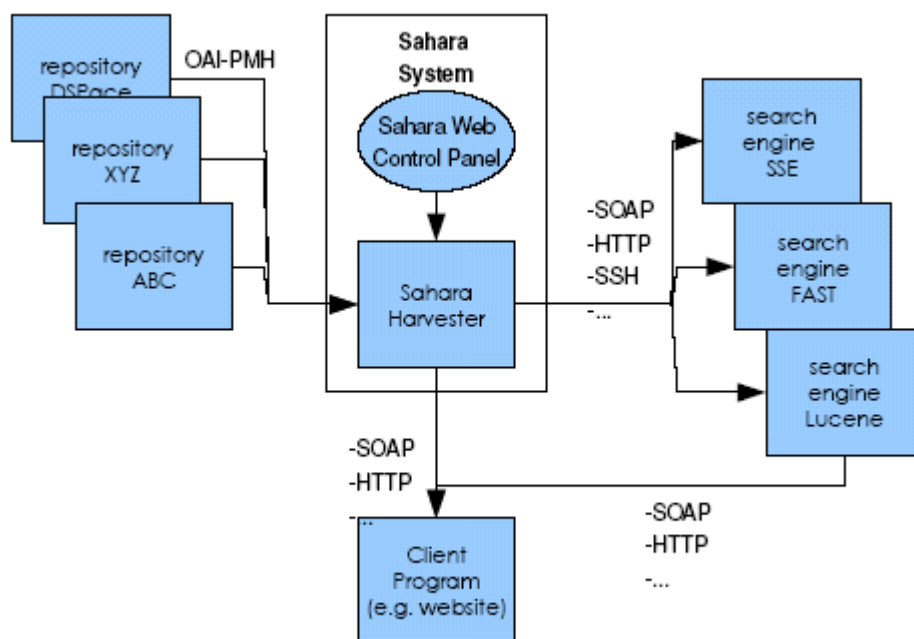 repository
DSPace
OAI-PMH
repository
XYZ
repository
ABC
Sahara
System
Sahara Web
Control Panel
Sahara
Harvester
-SOAP
-HTTP
-SSH
-...
search
engine
SSE
search
engine
FAST
search
engine
Lucene
-SOAP
-HTTP
-...
Client
Program
(e.g. website)
-SOAP
-HTTP
-...